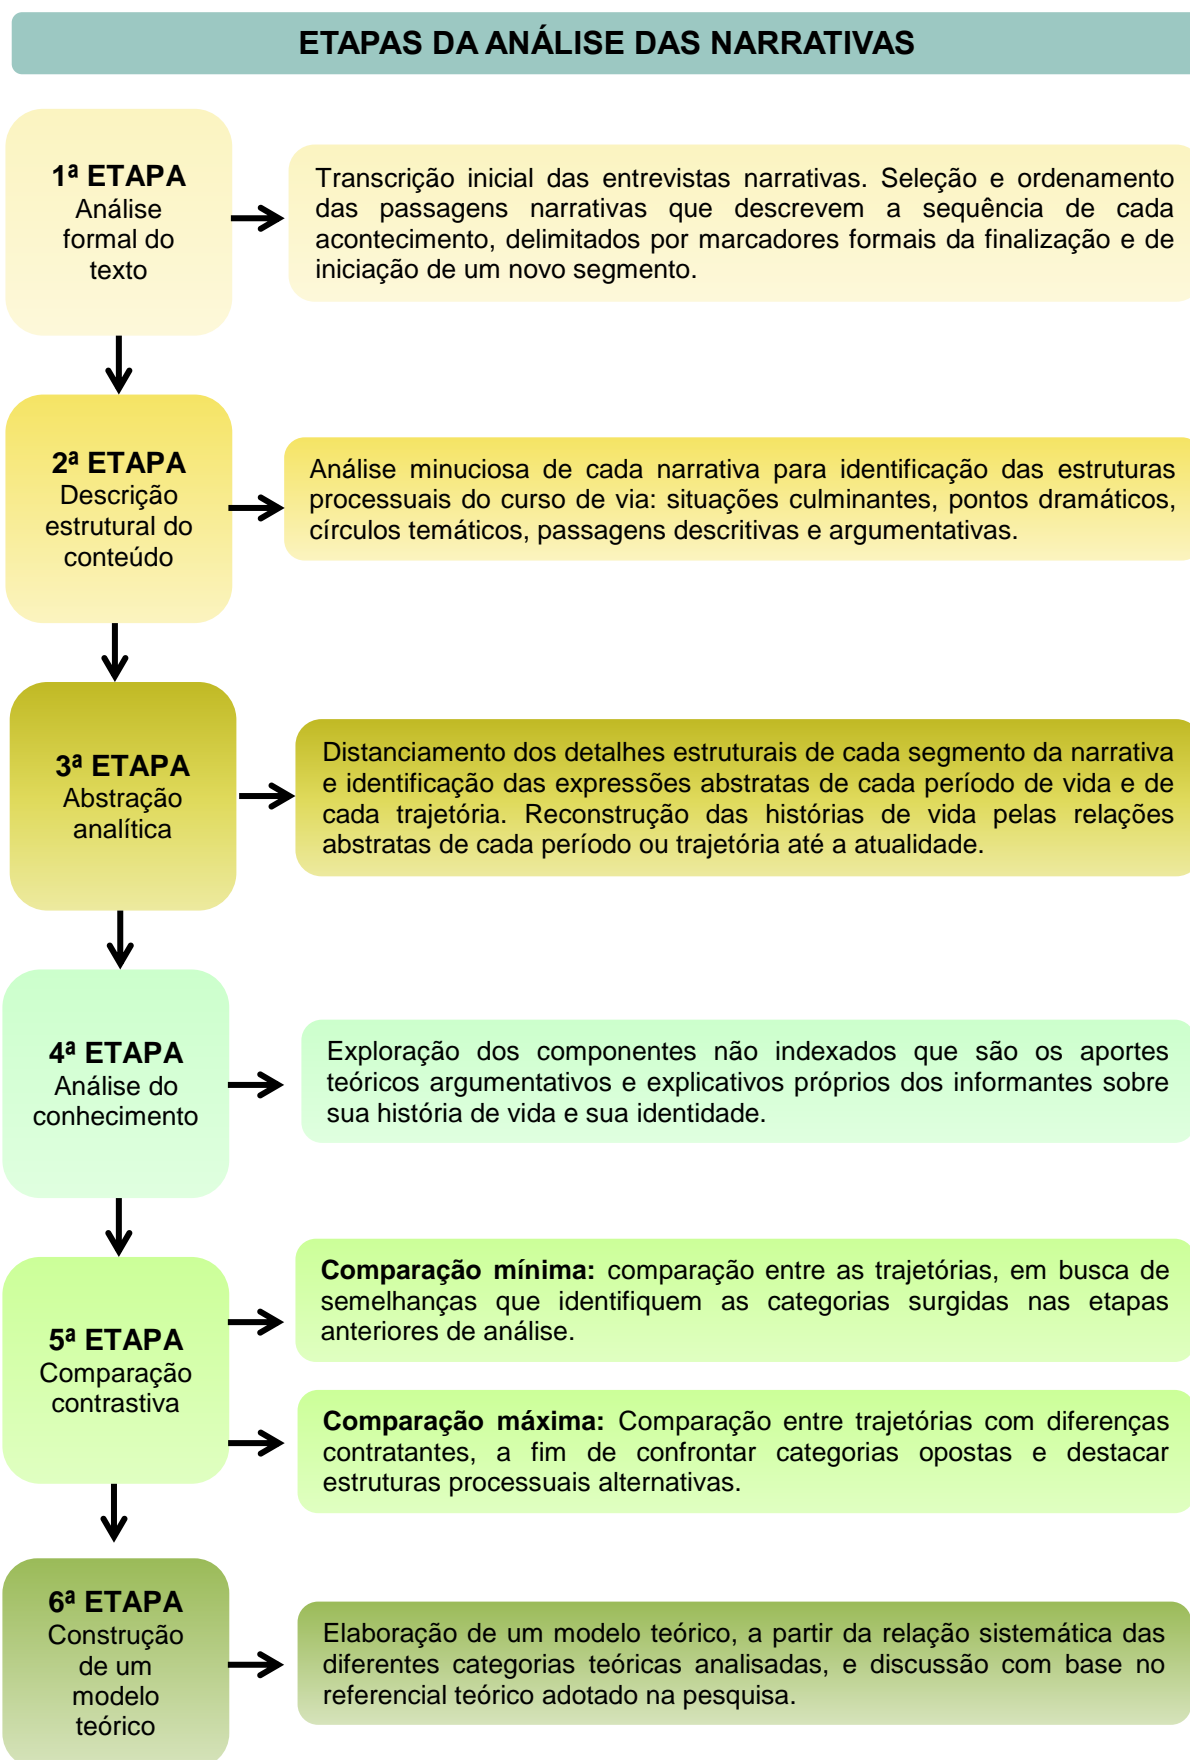 ETAPAS DA ANÁLISE DAS NARRATIVAS
1ª ETAPA
Análise
formal do
texto
Transcrição inicial das entrevistas narrativas. Seleção e ordenamento
das passagens narrativas que descrevem a sequência de cada
acontecimento, delimitados por marcadores formais da finalização e de
iniciação de um novo segmento.
2ª ETAPA
Descrição
estrutural do
conteúdo
Análise minuciosa de cada narrativa para identificação das estruturas
processuais do curso de via: situações culminantes, pontos dramáticos,
círculos temáticos, passagens descritivas e argumentativas.
3ª ETAPA
Abstração
analítica
Distanciamento dos detalhes estruturais de cada segmento da narrativa
e identificação das expressões abstratas de cada período de vida e de
cada trajetória. Reconstrução das histórias de vida pelas relações
abstratas de cada período ou trajetória até a atualidade.
4ª ETAPA
Análise do
conhecimento
Exploração dos componentes não indexados que são os aportes
teóricos argumentativos e explicativos próprios dos informantes sobre
sua história de vida e sua identidade.
5ª ETAPA
Comparação
contrastiva
Comparação mínima: comparação entre as trajetórias, em busca de
semelhanças que identifiquem as categorias surgidas nas etapas
anteriores de análise.
Comparação máxima: Comparação entre trajetórias com diferenças
contratantes, a fim de confrontar categorias opostas e destacar
estruturas processuais alternativas.
6ª ETAPA
Construção
de um
modelo
teórico
Elaboração de um modelo teórico, a partir da relação sistemática das
diferentes categorias teóricas analisadas, e discussão com base no
referencial teórico adotado na pesquisa.